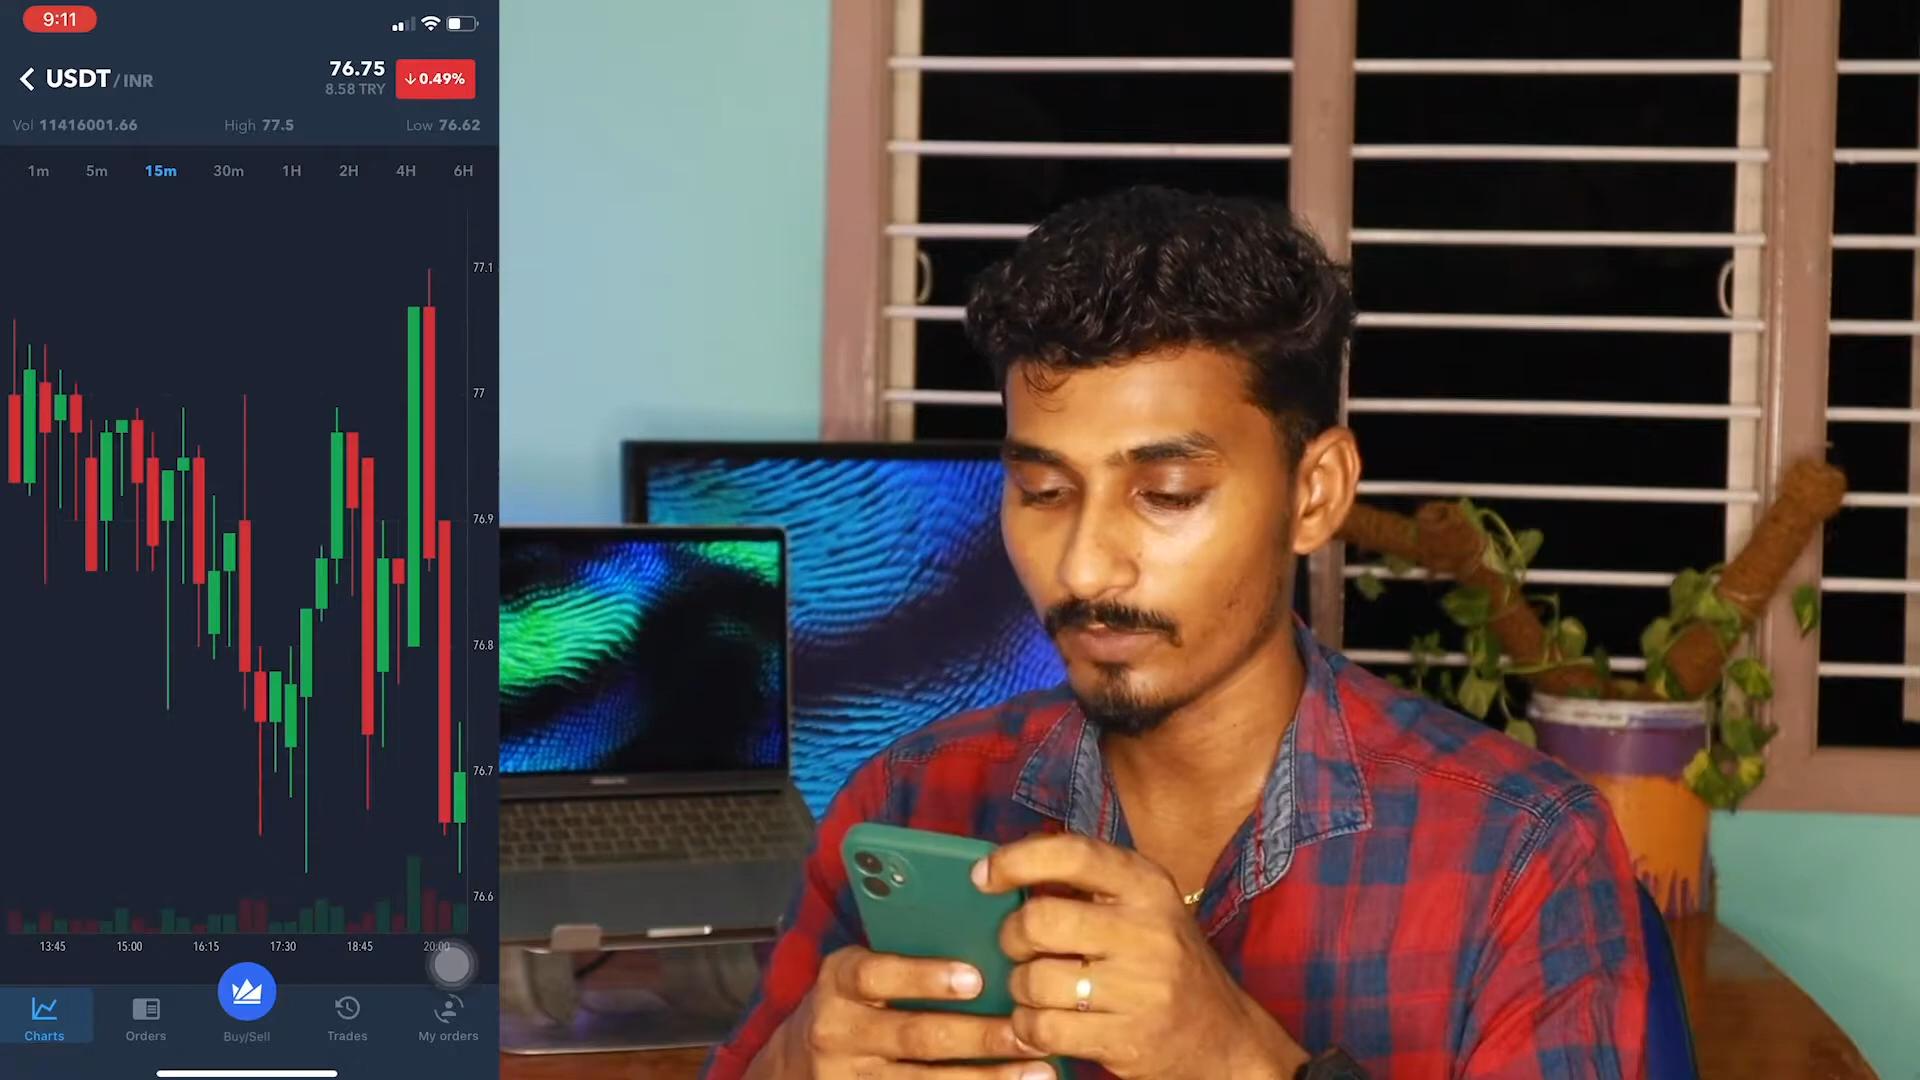 9:11
USDT/INR
76.75
8.58 TRY
↓0.49%
Vol 11416001.66 High 77.5 Low 76.62
1m 5m 15m 30m 1H 2H 4H 6H
77.1
77
76.9
76.8
76.7
76.6
13:45 15:00 16:15 17:30 18:45 20:00
Charts Orders Buy/Sell Trades My orders